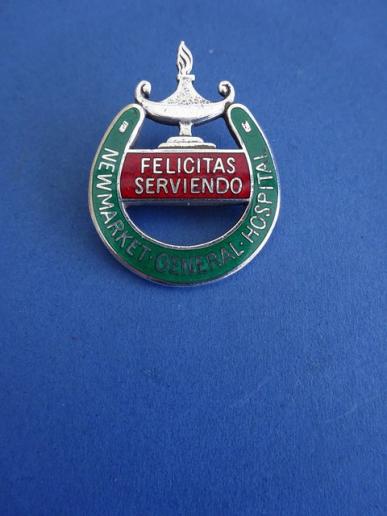 FELICITAS
SERVIENDO
NEWMARKET·GENERAL·HOSPITAL